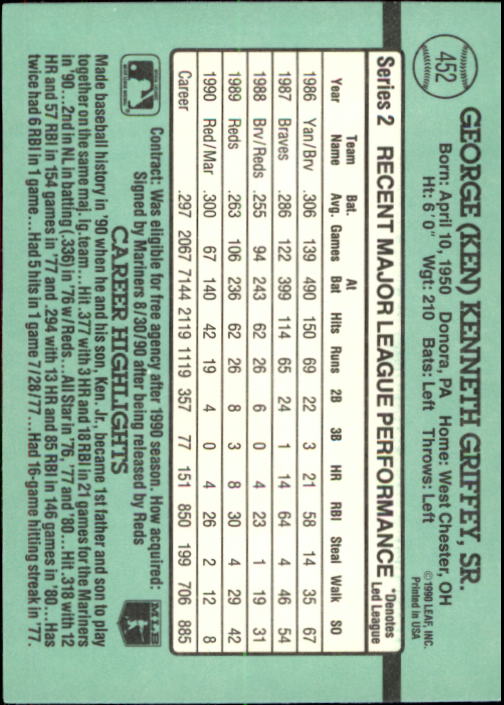 452
GEORGE (KEN) KENNETH GRIFFEY, SR.
Born: April 10, 1950 Donora, PA Home: West Chester, OH
Ht: 6' 0" Wgt: 210 Bats: Left Throws: Left
©1990 LEAF, INC.
Printed in USA
Series 2 RECENT MAJOR LEAGUE PERFORMANCE *Denotes Led League
Year Team Name Bat. Avg. Games At Bat Hits Runs 2B 3B HR RBI Steal Walk SO
1986 Yan/Brv .306 139 490 150 69 22 3 21 58 14 35 67
1987 Braves .286 122 399 114 65 24 1 14 64 4 46 54
1988 Brv/Reds .255 94 243 62 26 6 0 4 23 1 19 31
1989 Reds .263 106 236 62 26 8 3 8 30 4 29 42
1990 Red/Mar .300 67 140 42 19 4 0 4 26 2 12 8
Career .297 2067 7144 2119 1119 357 77 151 850 199 706 885
Contract: Was eligible for free agency after 1990 season. How acquired:
Signed by Mariners 8/30/90 after being released by Reds
CAREER HIGHLIGHTS
MLB
Made baseball history in '90 when he and his son, Ken, Jr., became 1st father and son to play
together on the same maj. lg. team...Hit .377 with 3 HR and 18 RBI in 21 games for the Mariners
in '90...2nd in NL in batting (.336) in 76 w/Reds...All Star in '76, '77 and '80...Hit .318 with 12
HR and 57 RBI in 154 games in '77 and .294 with 13 HR and 85 RBI in 146 games in '80...Has
twice had 6 RBI in 1 game...Had 5 hits in 1 game 7/28/77...Had 16-game hitting streak in '77.